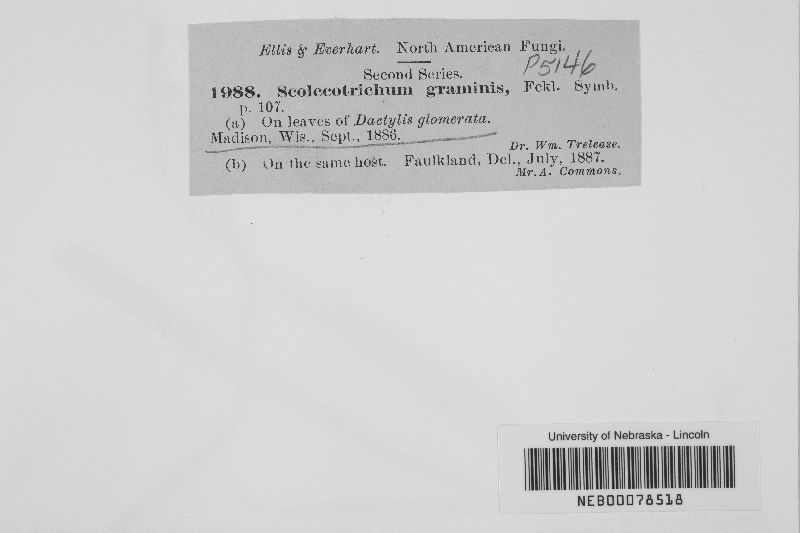 Ellis & Everhart. North American Fungi.
Second Series.
P5146
1988. Scolecotrichum graminis, Fckl. Symb.
p. 107.
(a) On leaves of Dactylis glomerata.
Madison, Wis., Sept., 1886.
Dr. Wm. Trelease.
(b) On the same host. Faulkland, Del., July, 1887.
Mr. A. Commons.
University of Nebraska - Lincoln
NEB00078518